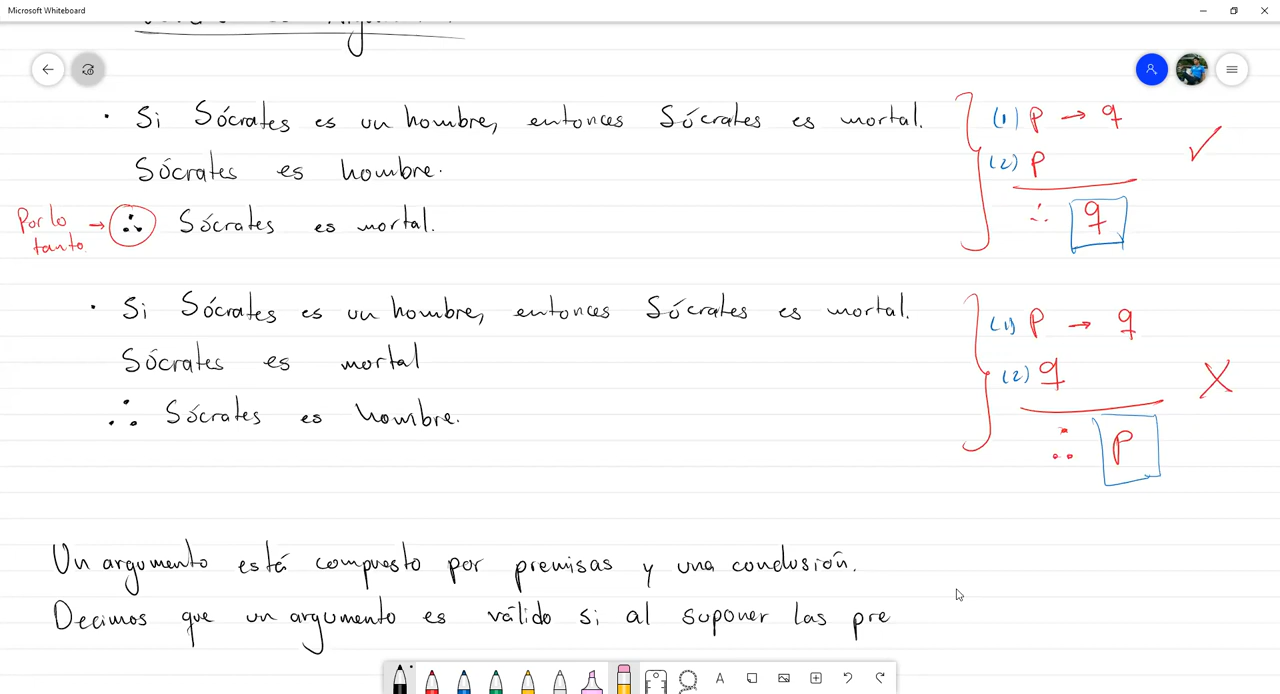 Microsoft Whiteboard
• Si Sócrates es un hombre, entonces Sócrates es mortal.
Sócrates es hombre.
Por lo tanto → ∴ Sócrates es mortal.
(1) p → q
(2) p ✓
∴ q
• Si Sócrates es un hombre, entonces Sócrates es mortal.
Sócrates es mortal
∴ Sócrates es hombre.
(1) p → q
(2) q X
∴ p
Un argumento está compuesto por premisas y una conclusión.
Decimos que un argumento es válido si al suponer las pre
A